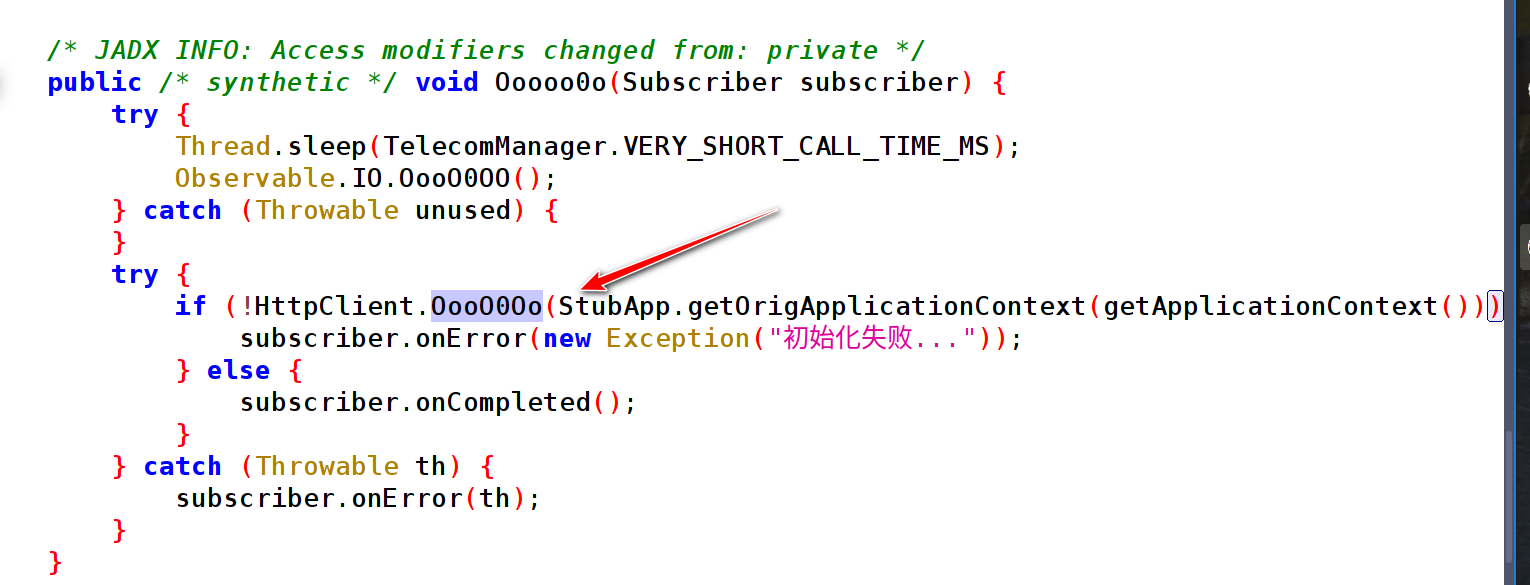 /* JADX INFO: Access modifiers changed from: private */
public /* synthetic */ void Ooooo0o(Subscriber subscriber) {
try {
Thread.sleep(TelecomManager.VERY_SHORT_CALL_TIME_MS);
Observable.IO.OooO0OO();
} catch (Throwable unused) {
}
try {
if (!HttpClient.OooO0Oo(StubApp.getOrigApplicationContext(getApplicationContext()))
subscriber.onError(new Exception("初始化失败..."));
} else {
subscriber.onCompleted();
}
} catch (Throwable th) {
subscriber.onError(th);
}
}